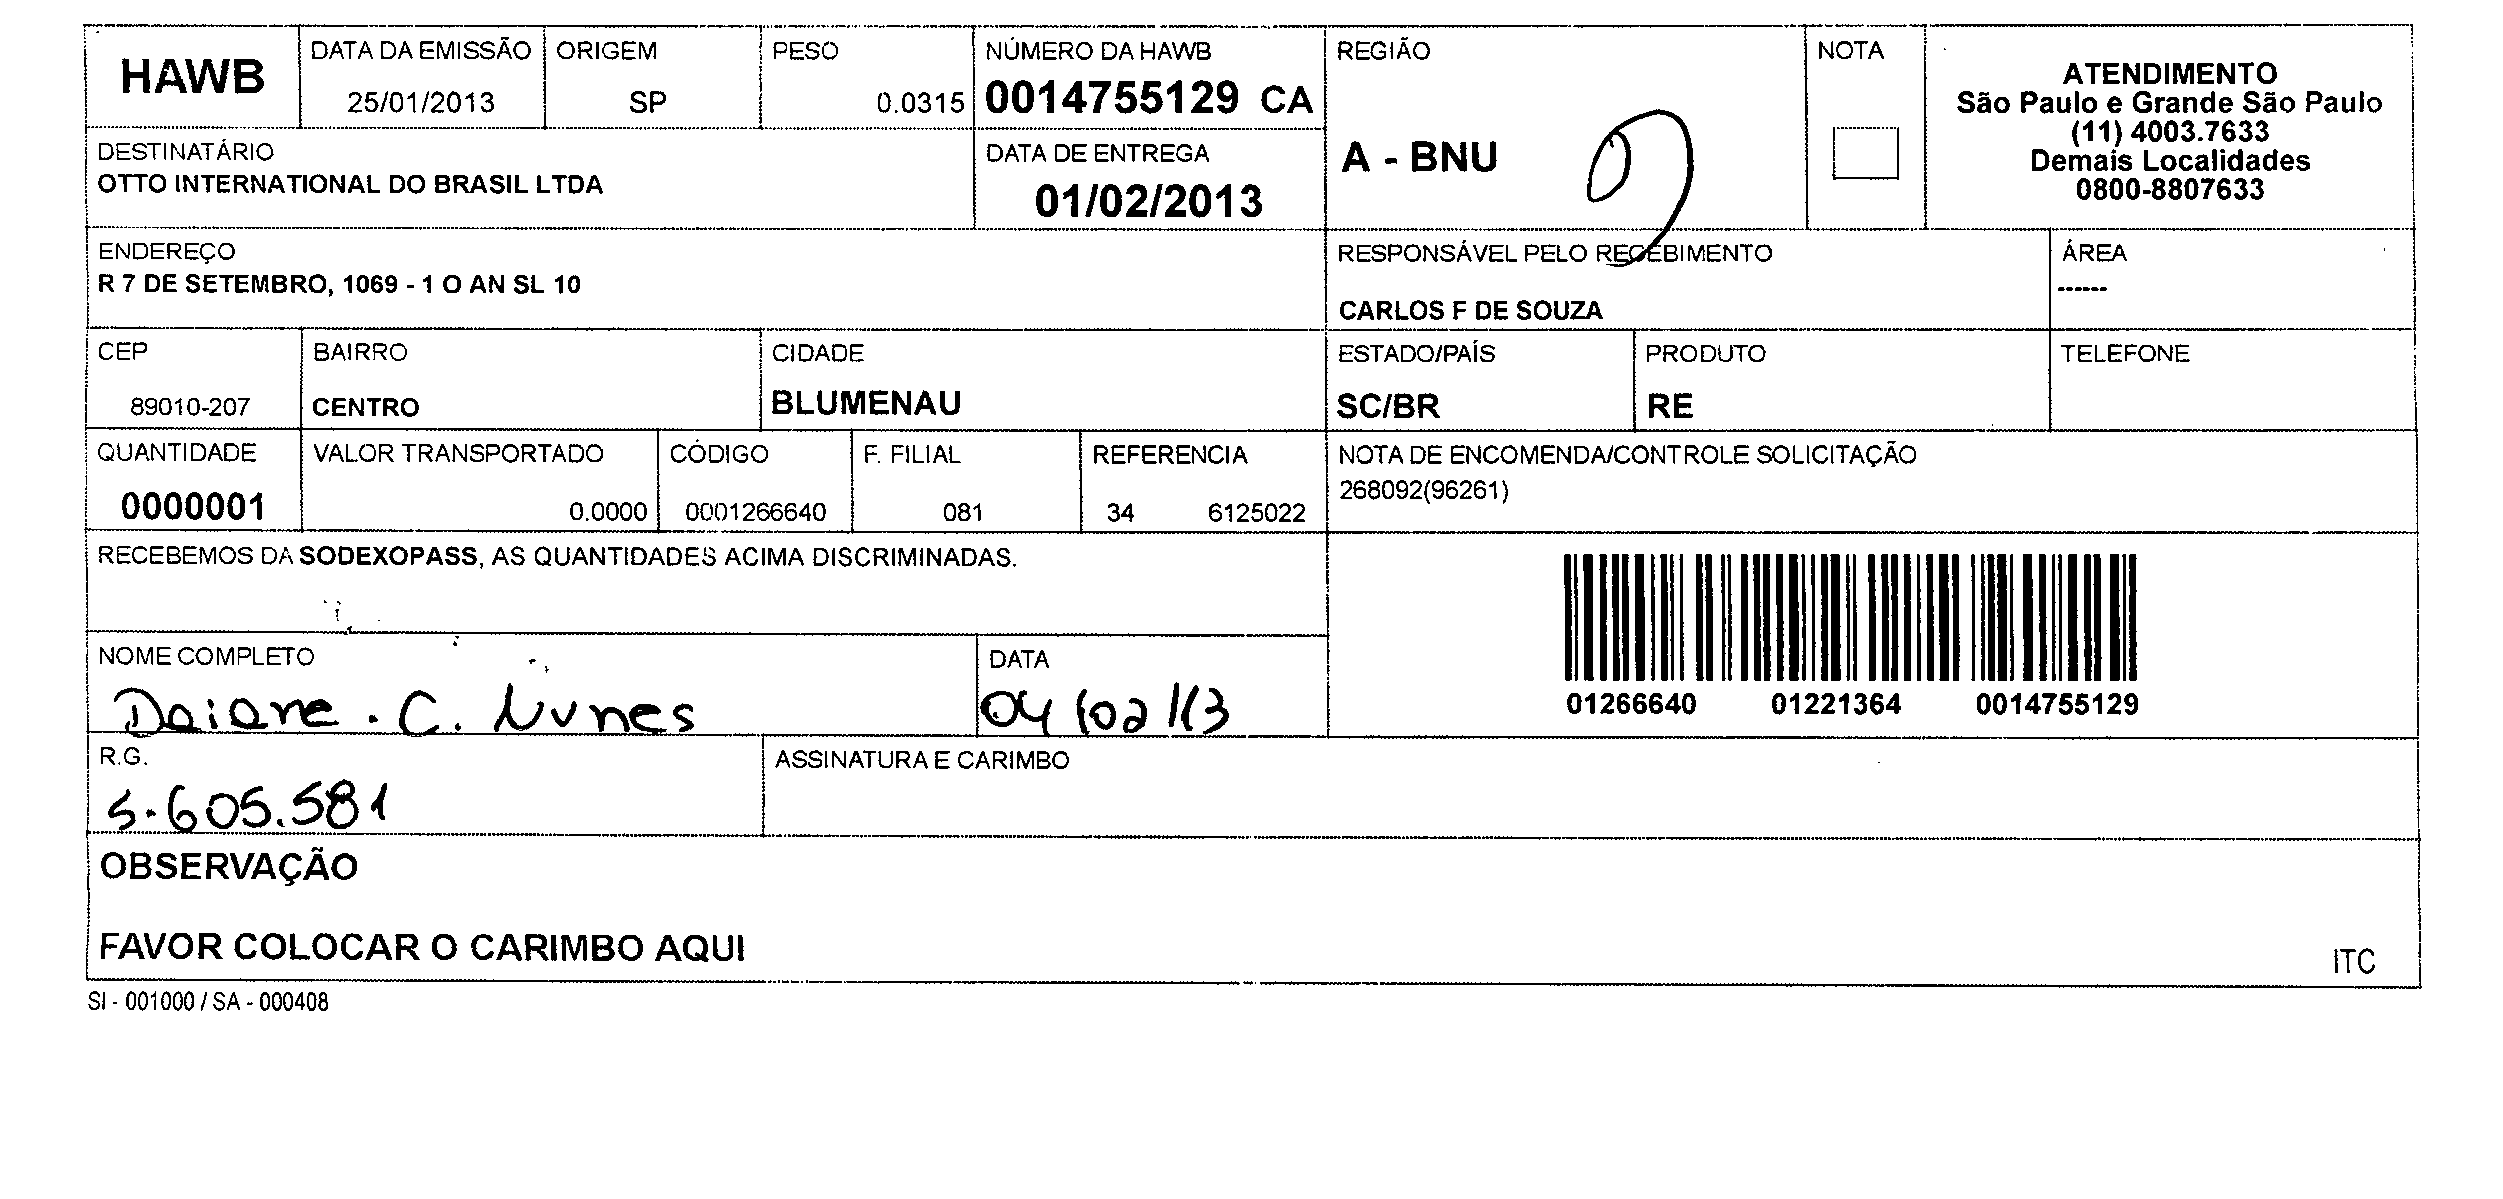 HAWB
DATA DA EMISSÃO
25/01/2013
ORIGEM
SP
PESO
0.0315
NÚMERO DA HAWB
0014755129 CA
REGIÃO
A - BNU
NOTA
ATENDIMENTO
São Paulo e Grande São Paulo
(11) 4003.7633
Demais Localidades
0800-8807633
DESTINATÁRIO
OTTO INTERNATIONAL DO BRASIL LTDA
DATA DE ENTREGA
01/02/2013
ENDEREÇO
R 7 DE SETEMBRO, 1069 - 1 O AN SL 10
RESPONSÁVEL PELO RECEBIMENTO
CARLOS F DE SOUZA
ÁREA
------
CEP
89010-207
BAIRRO
CENTRO
CIDADE
BLUMENAU
ESTADO/PAÍS
SC/BR
PRODUTO
RE
TELEFONE
QUANTIDADE
0000001
VALOR TRANSPORTADO
0.0000
CÓDIGO
0001266640
F. FILIAL
081
REFERENCIA
34 6125022
NOTA DE ENCOMENDA/CONTROLE SOLICITAÇÃO
268092(96261)
RECEBEMOS DA SODEXOPASS, AS QUANTIDADES ACIMA DISCRIMINADAS.
01266640 01221364 0014755129
NOME COMPLETO
Daiane. C. Nunes
DATA
04/02/13
R.G.
5.605.581
ASSINATURA E CARIMBO
OBSERVAÇÃO
FAVOR COLOCAR O CARIMBO AQUI
ITC
SI - 001000 / SA - 000408